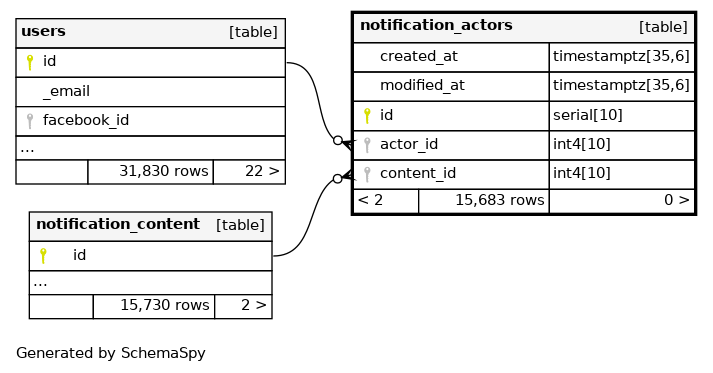 users [table]
id
_email
facebook_id
...
31,830 rows 22 >
notification_content [table]
id
...
15,730 rows 2 >
notification_actors [table]
created_at timestamptz[35,6]
modified_at timestamptz[35,6]
id serial[10]
actor_id int4[10]
content_id int4[10]
< 2 15,683 rows 0 >
Generated by SchemaSpy